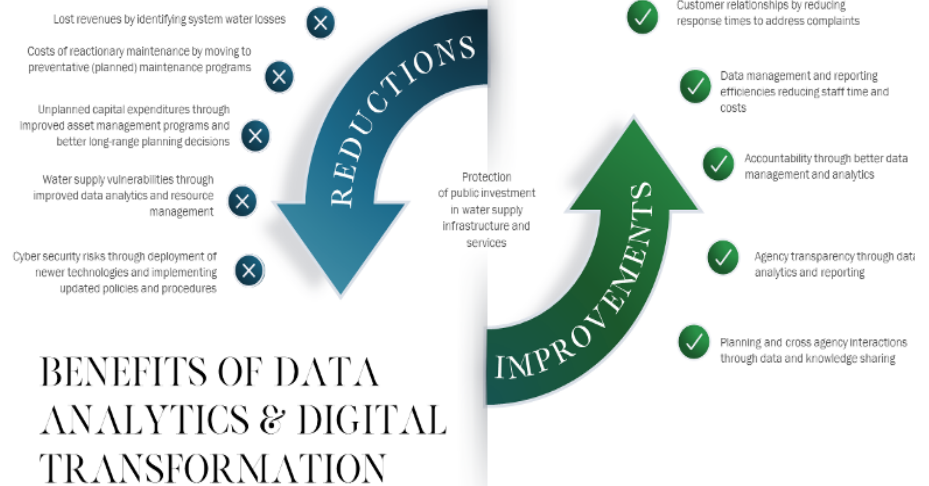 Lost revenues by identifying system water losses
Costs of reactionary maintenance by moving to
preventative (planned) maintenance programs
Unplanned capital expenditures through
improved asset management programs and
better long-range planning decisions
Water supply vulnerabilities through
improved data analytics and resource
management
Cyber security risks through deployment of
newer technologies and implementing
updated policies and procedures
REDUCTIONS
Protection
of public investment
in water supply
infrastructure and
services
IMPROVEMENTS
Customer relationships by reducing
response times to address complaints
Data management and reporting
efficiencies reducing staff time and
costs
Accountability through better data
management and analytics
Agency transparency through data
analytics and reporting
Planning and cross agency interactions
through data and knowledge sharing
BENEFITS OF DATA
ANALYTICS & DIGITAL
TRANSFORMATION